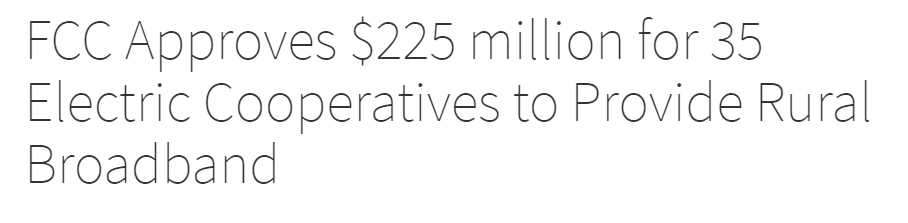 FCC Approves $225 million for 35
Electric Cooperatives to Provide Rural
Broadband